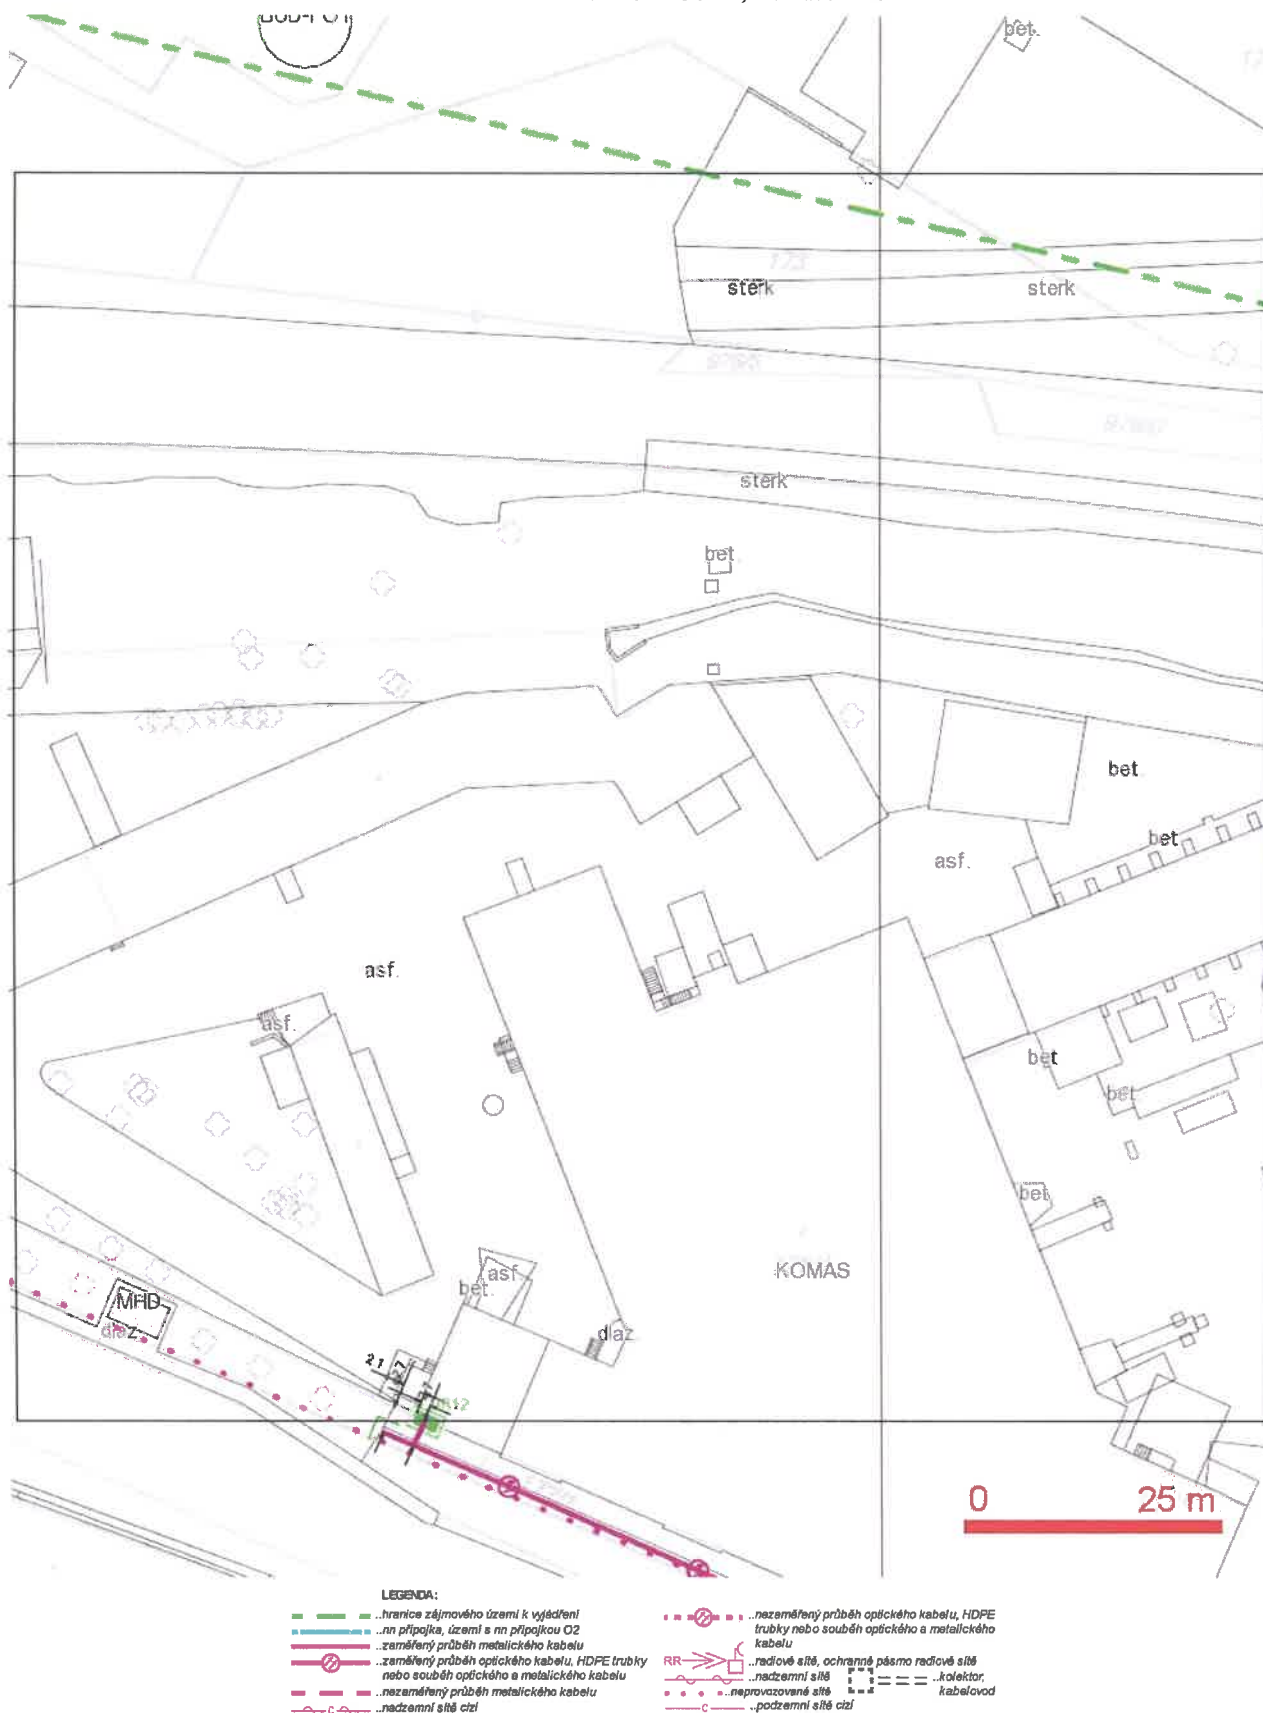 bet.
173
sterk
sterk
sterk
bet.
bet.
bet
asf.
asf.
asf.
bet
bet
bet
KOMAS
asf.
bet.
MHD
dlaz
dlaz
21
27
0 25 m
LEGENDA:
..hranice zájmového území k vyjádření
..nn přípojka, území s nn přípojkou O2
..zaměřený průběh metalického kabelu
..zaměřený průběh optického kabelu, HDPE trubky
nebo souběh optického a metalického kabelu
..nezaměřený průběh metalického kabelu
C
..nadzemní sítě cizí
..nezaměřený průběh optického kabelu, HDPE
trubky nebo souběh optického a metalického
kabelu
RR
..radiové sítě, ochranné pásmo radiové sítě
..nadzemní sítě
..kolektor,
kabelovod
..neprovozované sítě
C
..podzemní sítě cizí